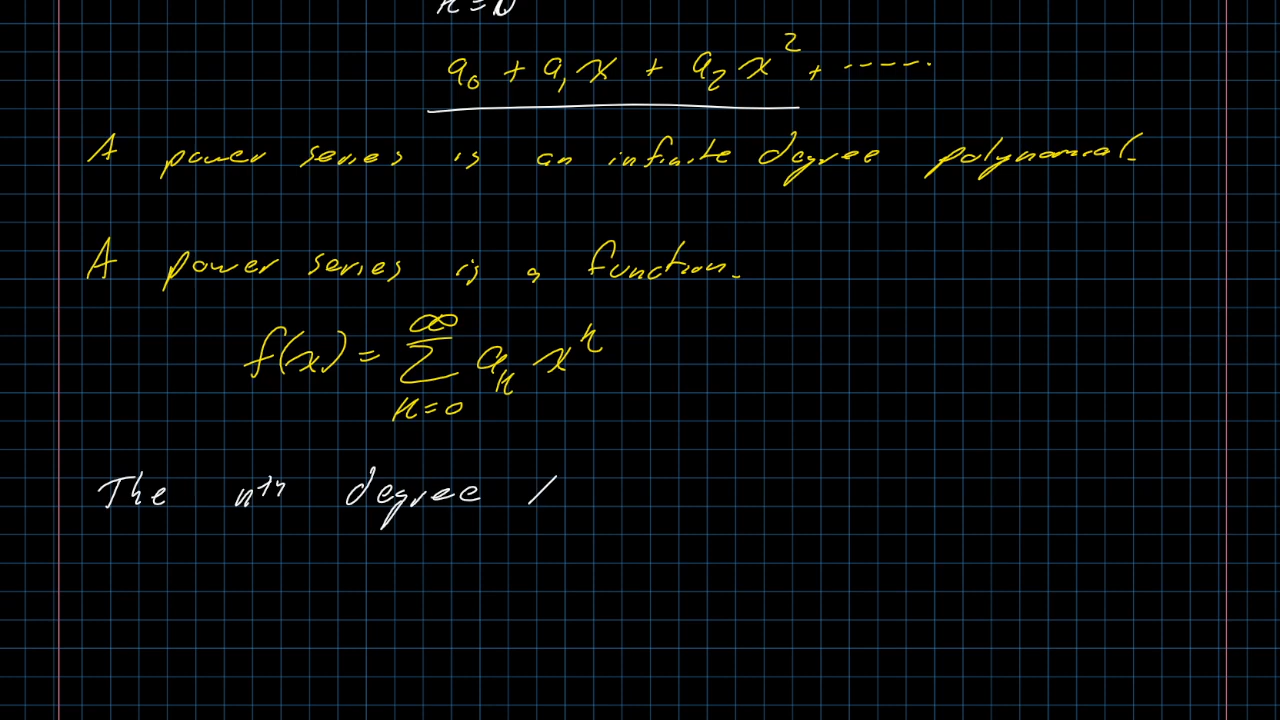 n=0
a₀ + a₁x + a₂x² + ------.
A power series is an infinite degree polynomial.
A power series is a function.
f(x) = ∑_{n=0}^{∞} aₙ xⁿ
The nth degree